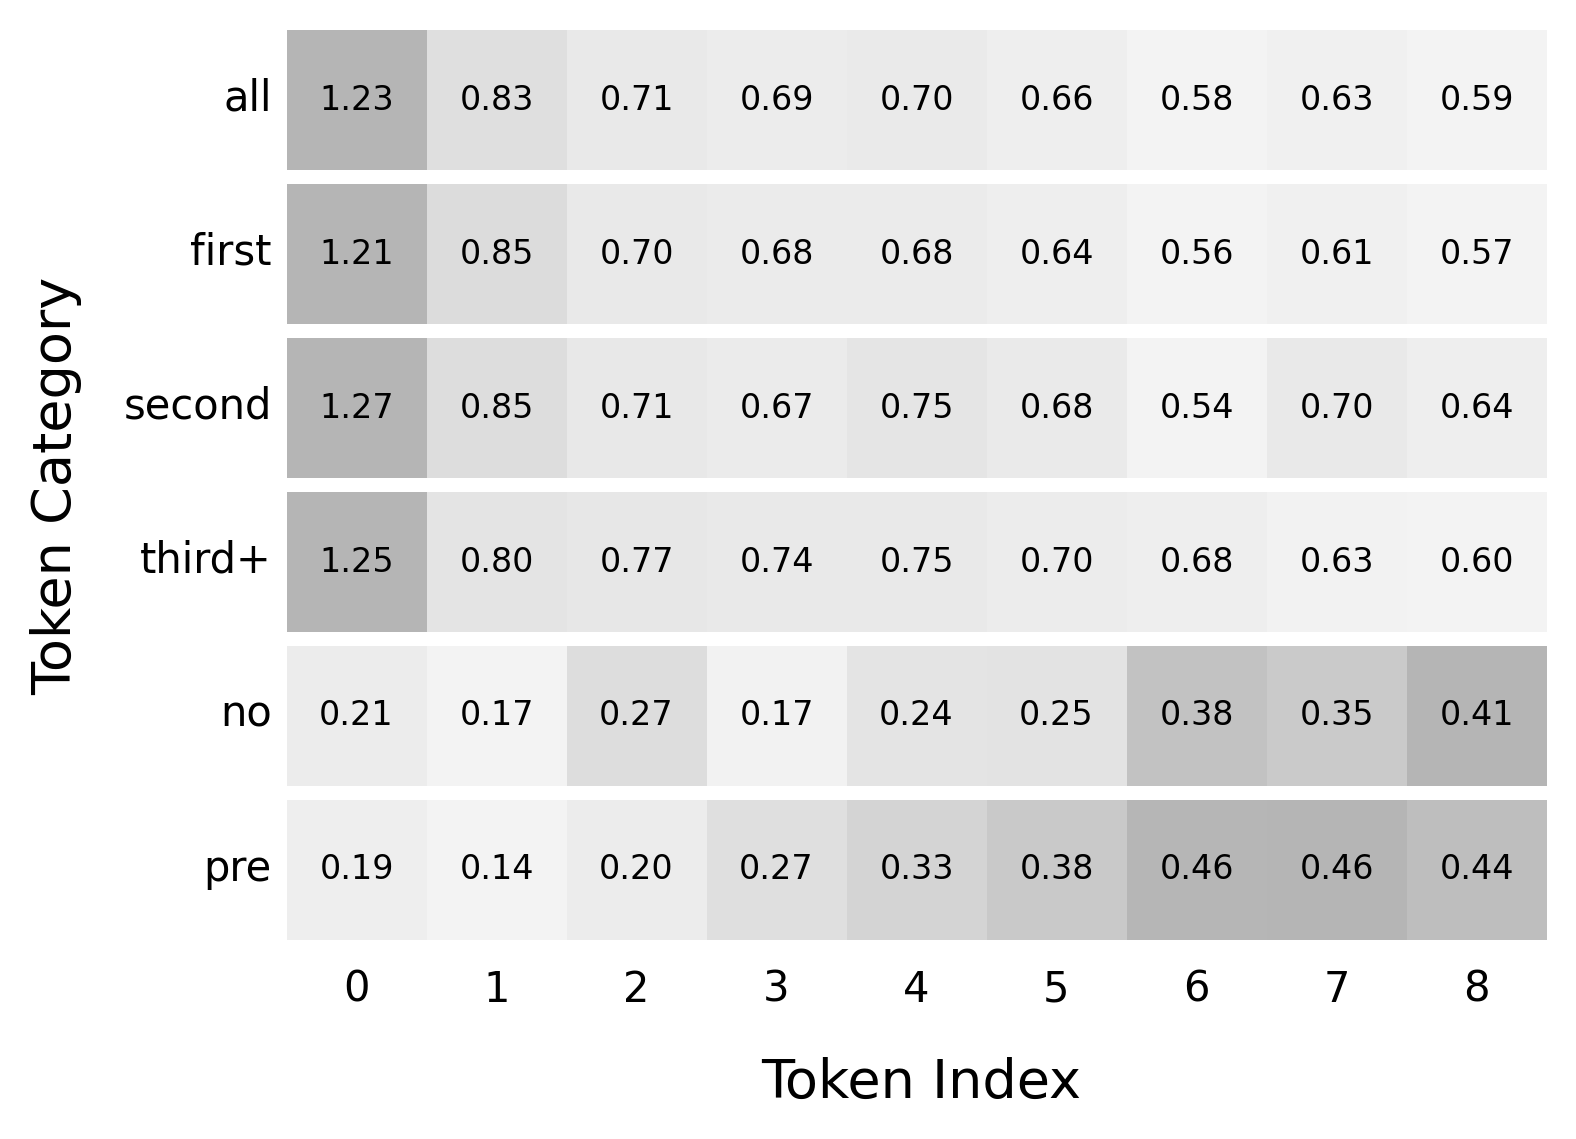 Token Category
all 1.23 0.83 0.71 0.69 0.70 0.66 0.58 0.63 0.59
first 1.21 0.85 0.70 0.68 0.68 0.64 0.56 0.61 0.57
second 1.27 0.85 0.71 0.67 0.75 0.68 0.54 0.70 0.64
third+ 1.25 0.80 0.77 0.74 0.75 0.70 0.68 0.63 0.60
no 0.21 0.17 0.27 0.17 0.24 0.25 0.38 0.35 0.41
pre 0.19 0.14 0.20 0.27 0.33 0.38 0.46 0.46 0.44
0 1 2 3 4 5 6 7 8
Token Index